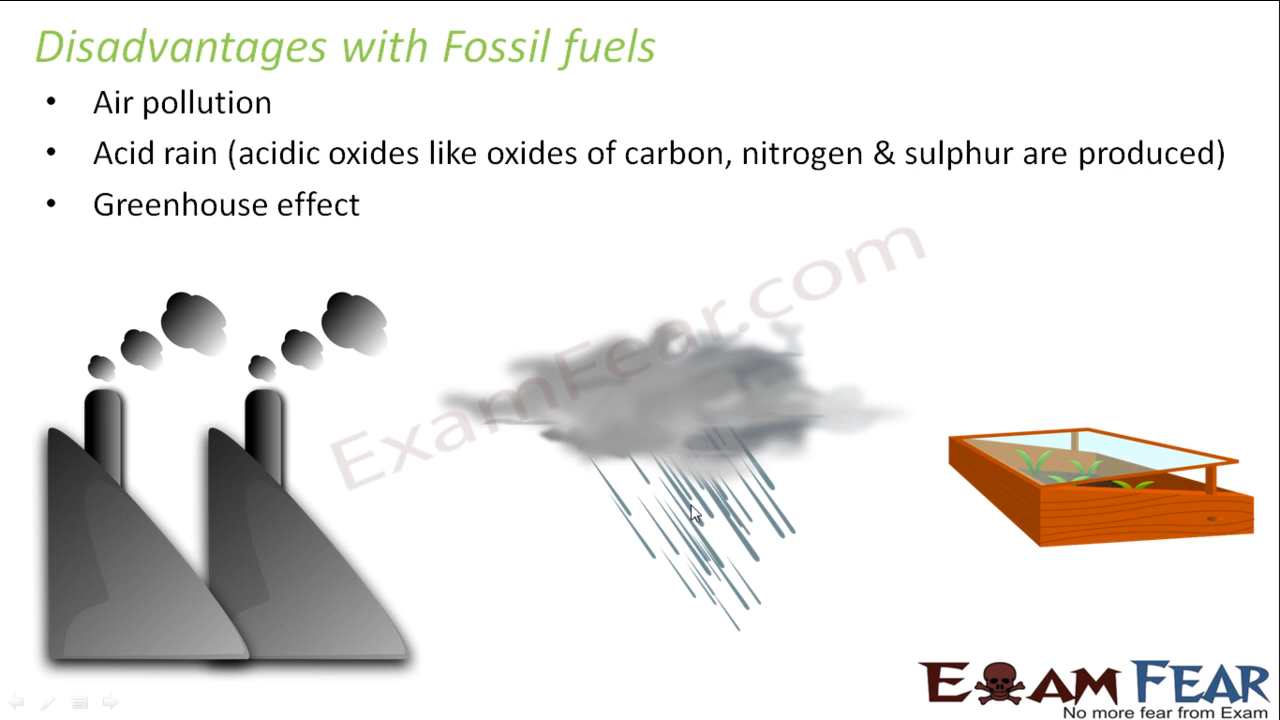 Disadvantages with Fossil fuels
• Air pollution
• Acid rain (acidic oxides like oxides of carbon, nitrogen & sulphur are produced)
• Greenhouse effect
ExamFear.com
EXAM FEAR
No more fear from Exam